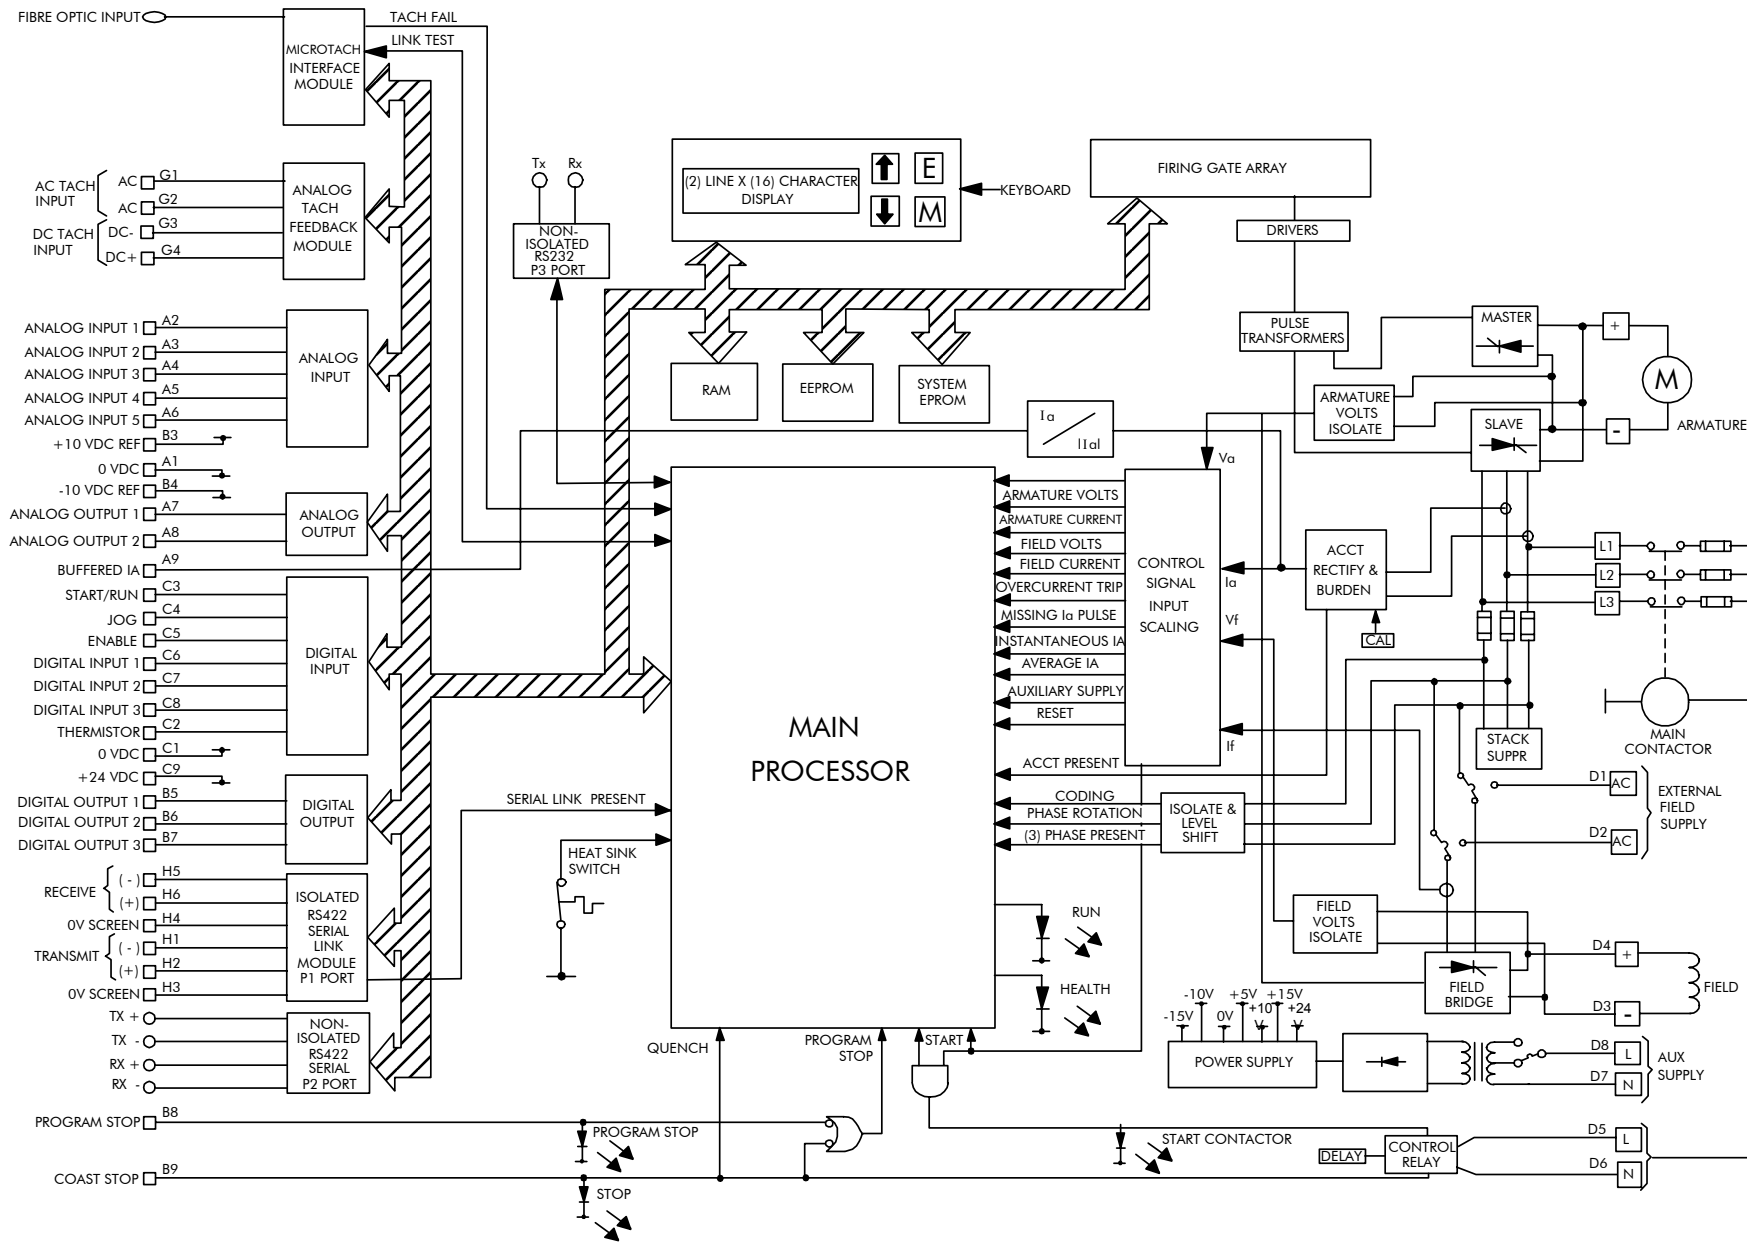 FIBRE OPTIC INPUT
TACH FAIL
LINK TEST
MICROTACH
INTERFACE
MODULE
AC TACH
INPUT
AC
G1
AC
G2
DC TACH
INPUT
DC-
G3
DC+
G4
ANALOG
TACH
FEEDBACK
MODULE
Tx
Rx
NON-
ISOLATED
RS232
P3 PORT
(2) LINE X (16) CHARACTER
DISPLAY
E
M
KEYBOARD
FIRING GATE ARRAY
DRIVERS
PULSE
TRANSFORMERS
MASTER
+
M
ARMATURE
VOLTS
ISOLATE
SLAVE
-
ARMATURE
RAM
EEPROM
SYSTEM
EPROM
Ia
|Ia|
ANALOG INPUT 1
A2
ANALOG INPUT 2
A3
ANALOG INPUT 3
A4
ANALOG INPUT 4
A5
ANALOG INPUT 5
A6
ANALOG
INPUT
+10 VDC REF
B3
0 VDC
A1
-10 VDC REF
B4
ANALOG OUTPUT 1
A7
ANALOG OUTPUT 2
A8
ANALOG
OUTPUT
BUFFERED IA
A9
START/RUN
C3
JOG
C4
ENABLE
C5
DIGITAL INPUT 1
C6
DIGITAL INPUT 2
C7
DIGITAL INPUT 3
C8
THERMISTOR
C2
DIGITAL
INPUT
0 VDC
C1
+24 VDC
C9
DIGITAL OUTPUT 1
B5
DIGITAL OUTPUT 2
B6
DIGITAL OUTPUT 3
B7
DIGITAL
OUTPUT
RECEIVE
(-)
H5
(+)
H6
0V SCREEN
H4
TRANSMIT
(-)
H1
(+)
H2
0V SCREEN
H3
ISOLATED
RS422
SERIAL
LINK
MODULE
P1 PORT
TX +
TX -
RX +
RX -
NON-
ISOLATED
RS422
SERIAL
P2 PORT
PROGRAM STOP
B8
COAST STOP
B9
SERIAL LINK PRESENT
HEAT SINK
SWITCH
MAIN
PROCESSOR
Va
ARMATURE VOLTS
ARMATURE CURRENT
FIELD VOLTS
FIELD CURRENT
OVERCURRENT TRIP
MISSING Ia PULSE
INSTANTANEOUS IA
AVERAGE IA
AUXILIARY SUPPLY
RESET
ACCT PRESENT
CODING
PHASE ROTATION
(3) PHASE PRESENT
CONTROL
SIGNAL
INPUT
SCALING
Ia
Vf
If
ACCT
RECTIFY &
BURDEN
CAL
ISOLATE &
LEVEL
SHIFT
L1
L2
L3
STACK
SUPPR
MAIN
CONTACTOR
D1
AC
D2
AC
EXTERNAL
FIELD
SUPPLY
FIELD
VOLTS
ISOLATE
FIELD
BRIDGE
D4
+
D3
-
FIELD
RUN
HEALTH
QUENCH
PROGRAM
STOP
START
-15V
-10V
0V
+5V
+10
V
+15V
+24
V
POWER SUPPLY
D8
L
D7
N
AUX
SUPPLY
PROGRAM STOP
STOP
START CONTACTOR
DELAY
CONTROL
RELAY
D5
L
D6
N